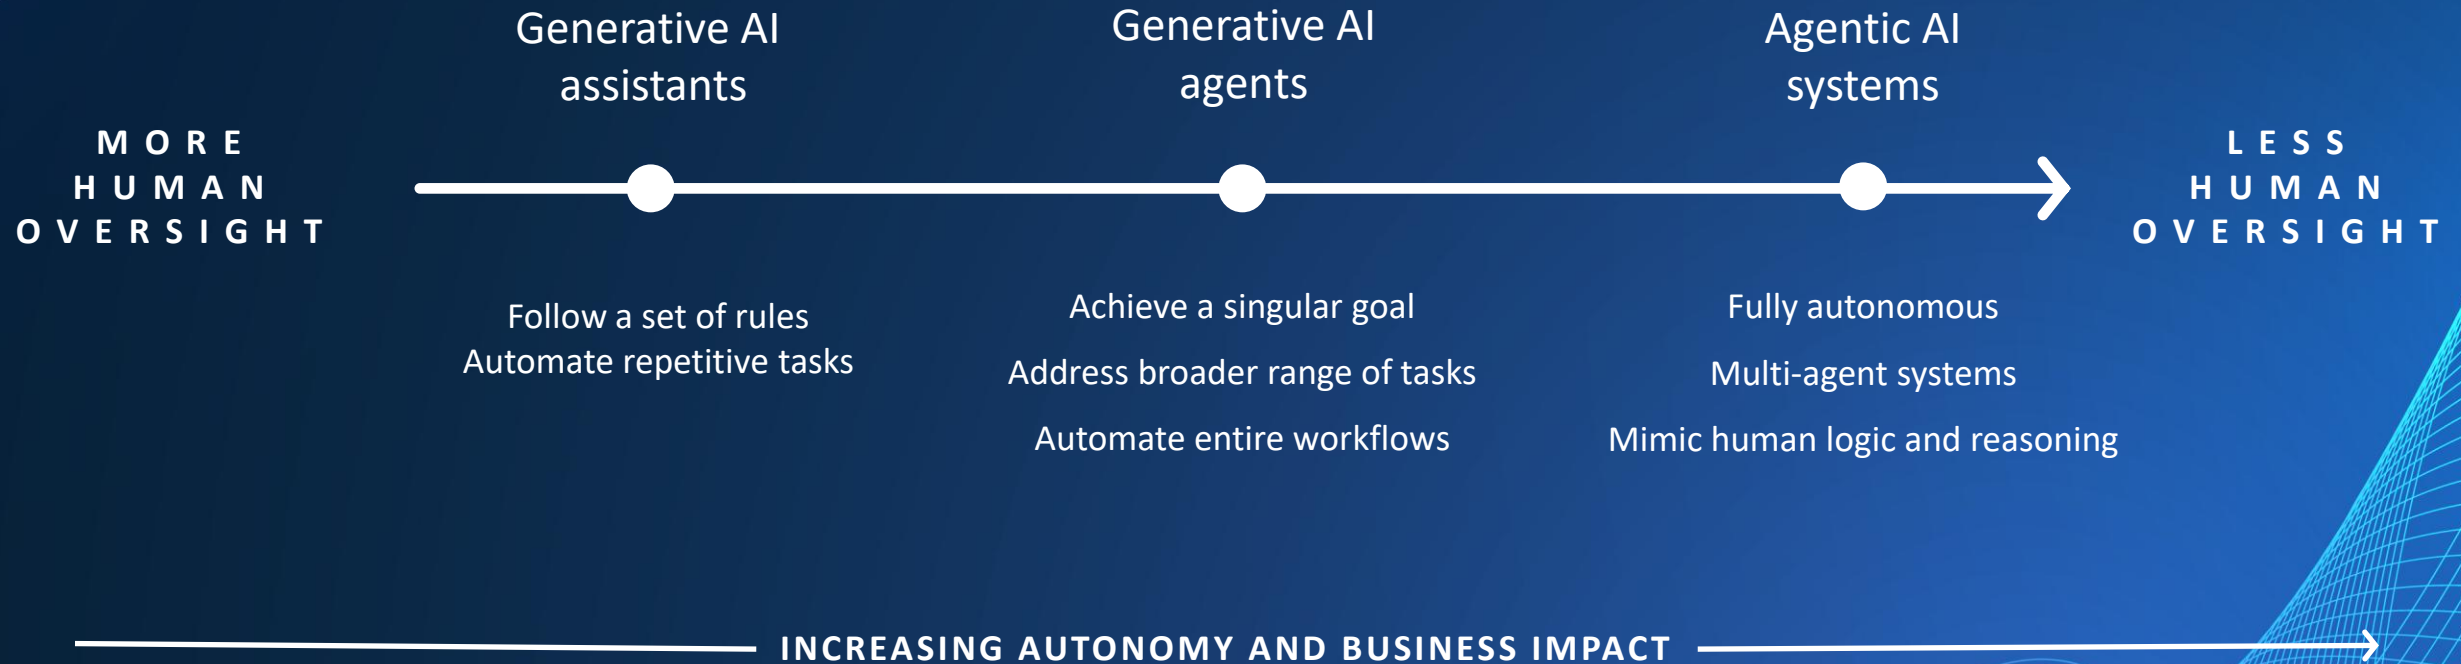 Generative AI
assistants
Generative AI
agents
Agentic AI
systems
MORE
HUMAN
OVERSIGHT
LESS
HUMAN
OVERSIGHT
Follow a set of rules
Automate repetitive tasks
Achieve a singular goal
Address broader range of tasks
Automate entire workflows
Fully autonomous
Multi-agent systems
Mimic human logic and reasoning
INCREASING AUTONOMY AND BUSINESS IMPACT